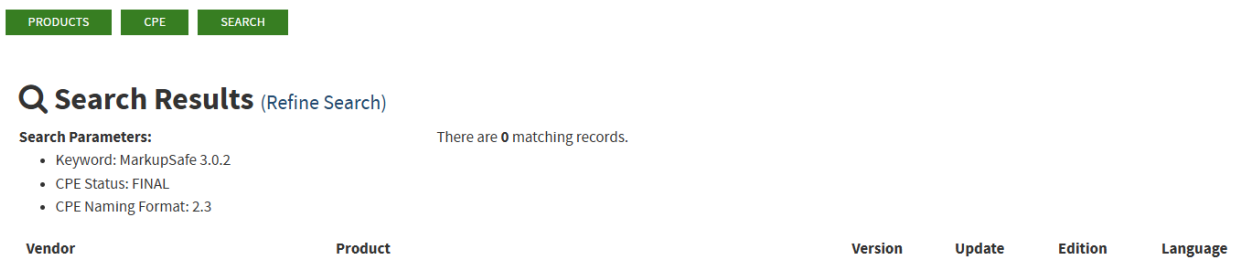 PRODUCTS CPE SEARCH
Search Results (Refine Search)
Search Parameters: There are 0 matching records.
• Keyword: MarkupSafe 3.0.2
• CPE Status: FINAL
• CPE Naming Format: 2.3
Vendor Product Version Update Edition Language